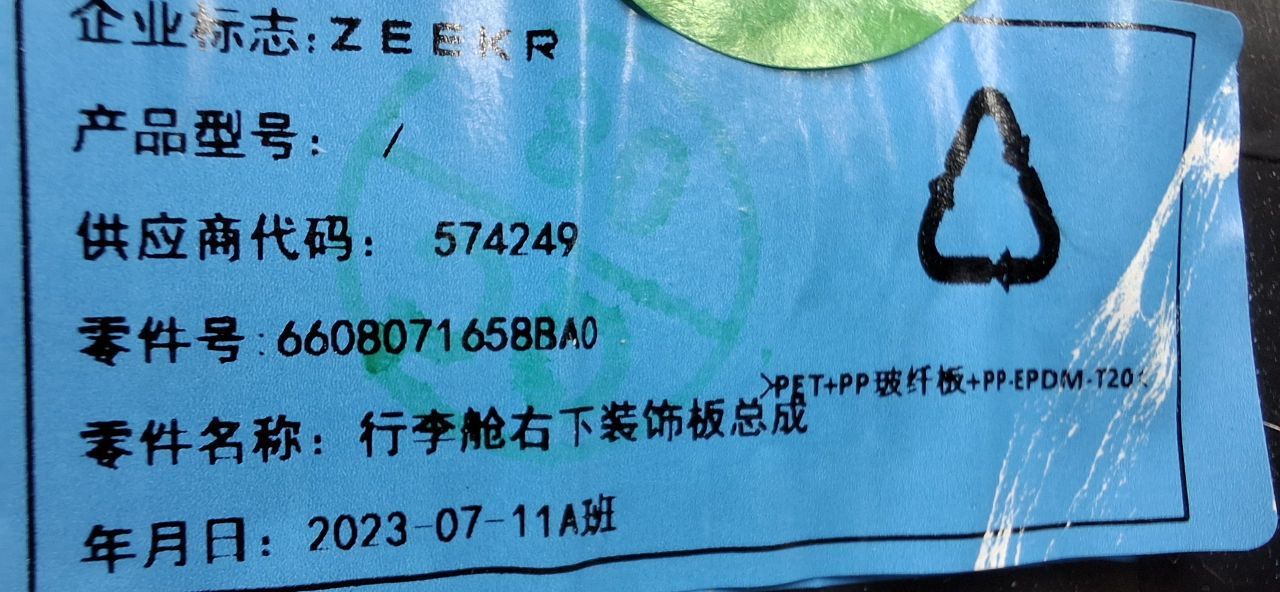 企业标志:ZEEKR
产品型号： /
供应商代码： 574249
零件号:6608071658BA0
>PET+PP玻纤板+PP-EPDM-T20<
零件名称：行李舱右下装饰板总成
年月日：2023-07-11A班